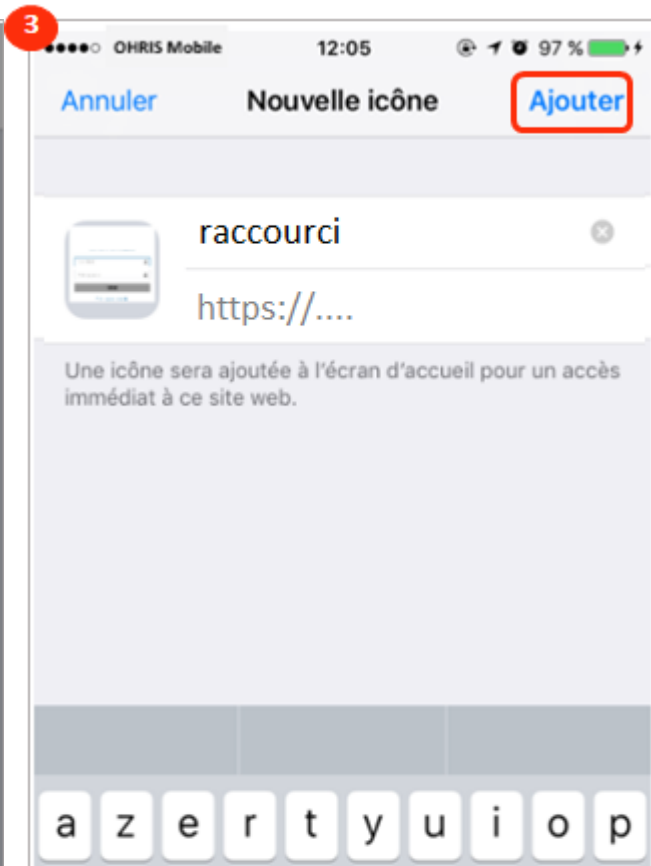 3
OHRIS Mobile 12:05 97 %
Annuler Nouvelle icône Ajouter
raccourci
https://....
Une icône sera ajoutée à l'écran d'accueil pour un accès
immédiat à ce site web.
a z e r t y u i o p